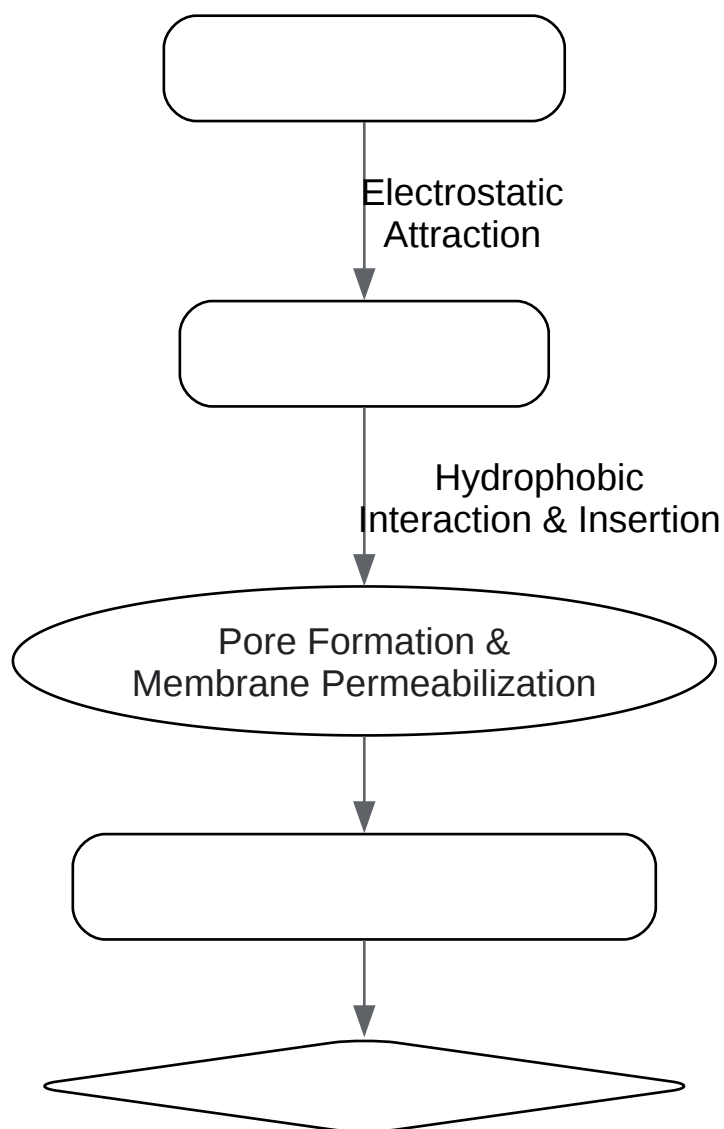 Electrostatic
Attraction
Hydrophobic
Interaction & Insertion
Pore Formation &
Membrane Permeabilization